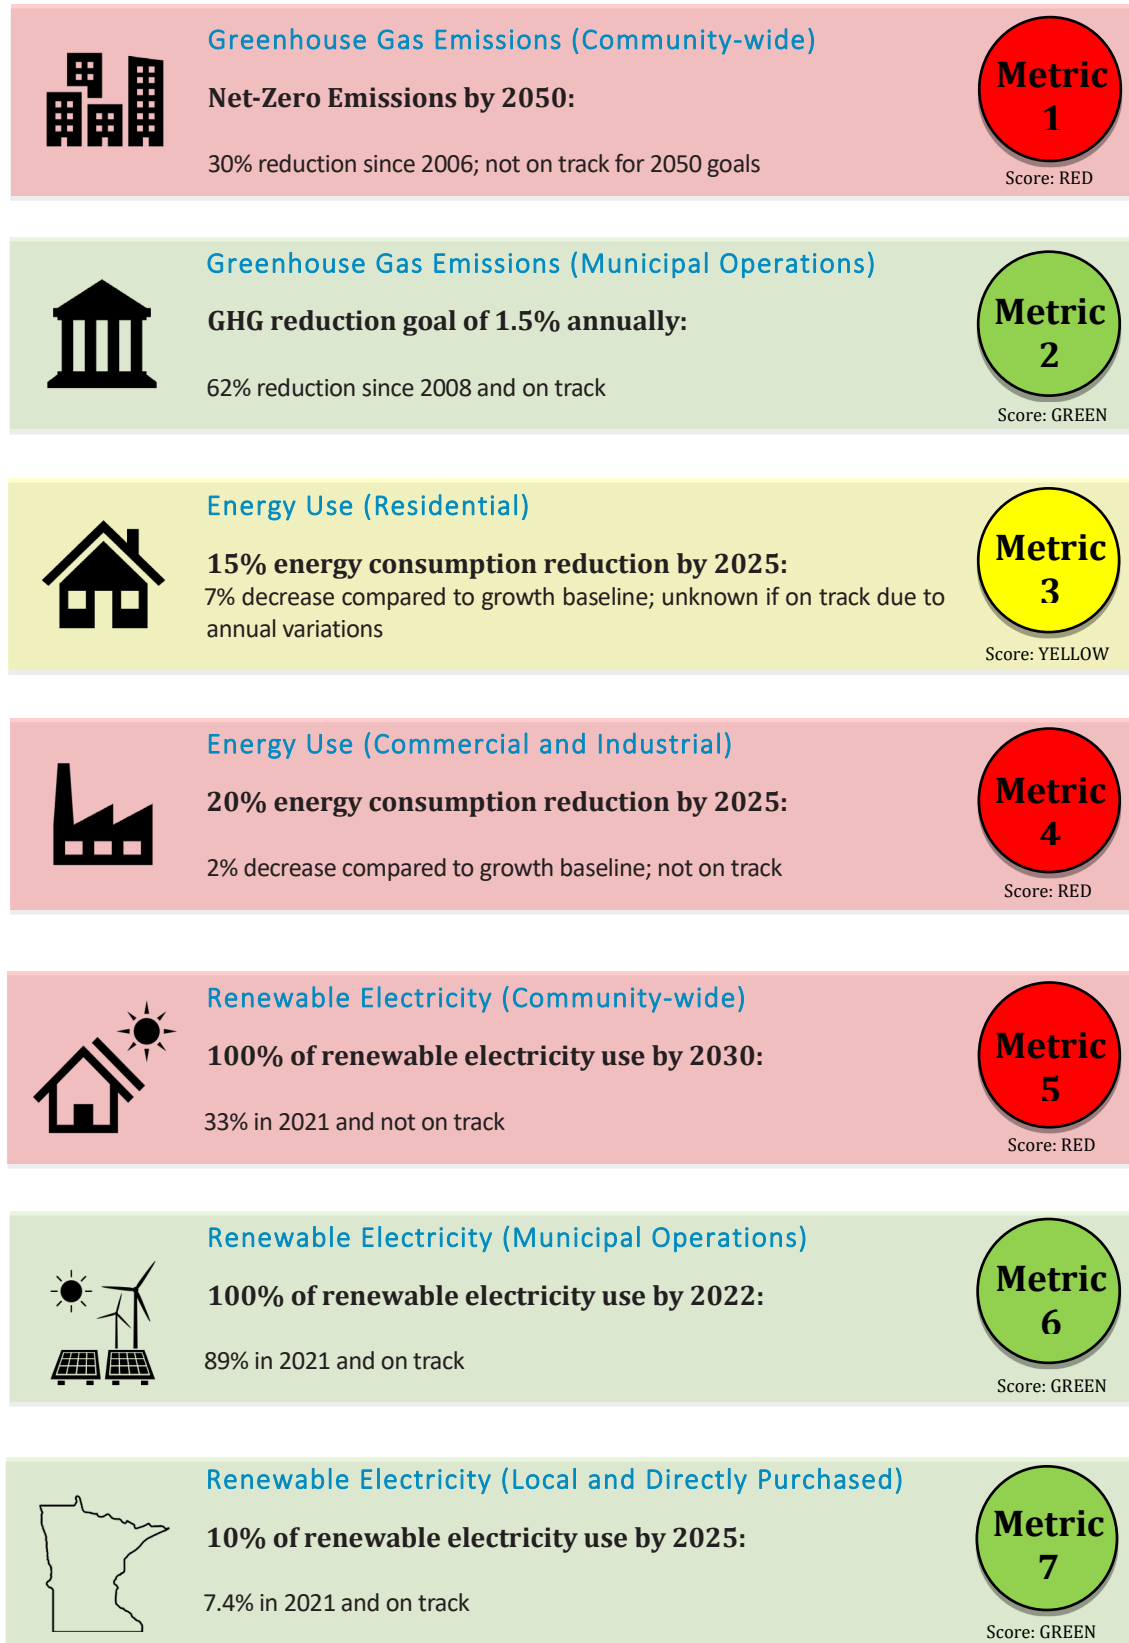 Greenhouse Gas Emissions (Community-wide)
Net-Zero Emissions by 2050:
30% reduction since 2006; not on track for 2050 goals
Metric
1
Score: RED
Greenhouse Gas Emissions (Municipal Operations)
GHG reduction goal of 1.5% annually:
62% reduction since 2008 and on track
Metric
2
Score: GREEN
Energy Use (Residential)
15% energy consumption reduction by 2025:
7% decrease compared to growth baseline; unknown if on track due to
annual variations
Metric
3
Score: YELLOW
Energy Use (Commercial and Industrial)
20% energy consumption reduction by 2025:
2% decrease compared to growth baseline; not on track
Metric
4
Score: RED
Renewable Electricity (Community-wide)
100% of renewable electricity use by 2030:
33% in 2021 and not on track
Metric
5
Score: RED
Renewable Electricity (Municipal Operations)
100% of renewable electricity use by 2022:
89% in 2021 and on track
Metric
6
Score: GREEN
Renewable Electricity (Local and Directly Purchased)
10% of renewable electricity use by 2025:
7.4% in 2021 and on track
Metric
7
Score: GREEN